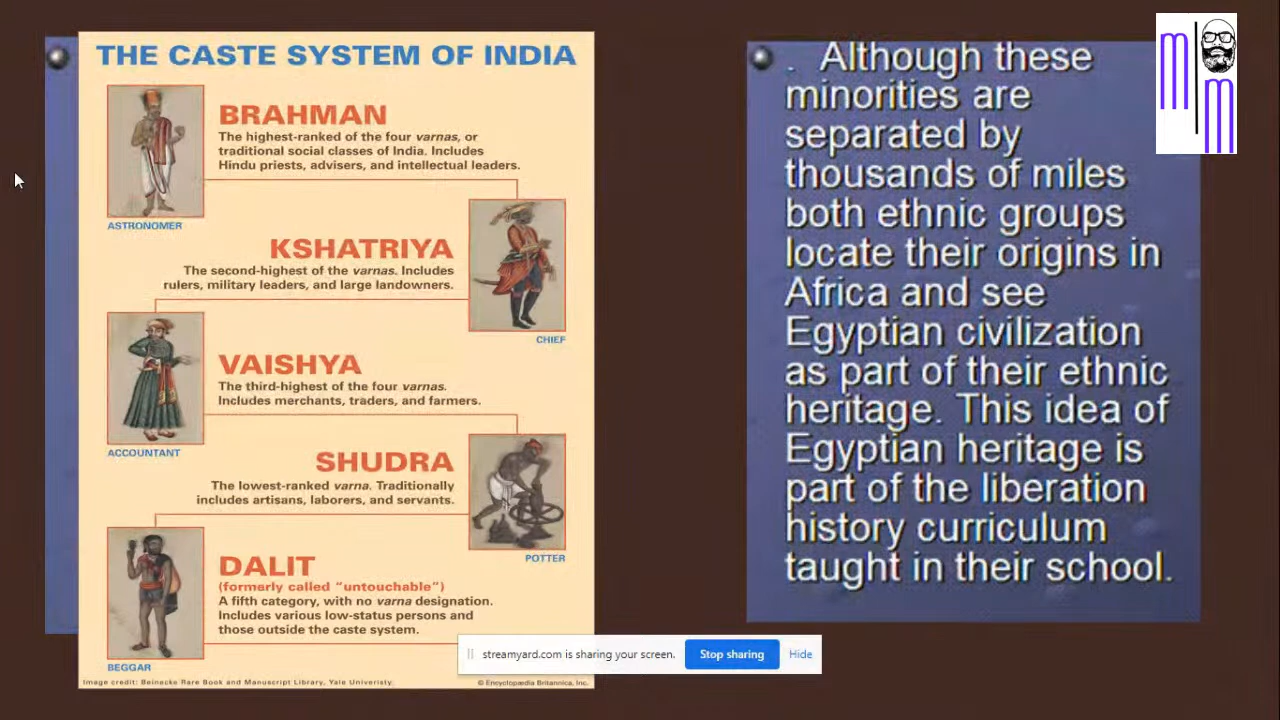 THE CASTE SYSTEM OF INDIA
BRAHMAN
The highest-ranked of the four varnas, or
traditional social classes of India. Includes
Hindu priests, advisers, and intellectual leaders.
ASTRONOMER
KSHATRIYA
The second-highest of the varnas. Includes
rulers, military leaders, and large landowners.
CHIEF
VAISHYA
The third-highest of the four varnas.
Includes merchants, traders, and farmers.
ACCOUNTANT
SHUDRA
The lowest-ranked varna. Traditionally
includes artisans, laborers, and servants.
POTTER
DALIT
(formerly called “untouchable”)
A fifth category, with no varna designation.
Includes various low-status persons and
those outside the caste system.
BEGGAR
Image credit: Beinecke Rare Book and Manuscript Library, Yale Univeristy.
© Encyclopædia Britannica, Inc.
. Although these
minorities are
separated by
thousands of miles
both ethnic groups
locate their origins in
Africa and see
Egyptian civilization
as part of their ethnic
heritage. This idea of
Egyptian heritage is
part of the liberation
history curriculum
taught in their school.
m
m
streamyard.com is sharing your screen.
Stop sharing
Hide